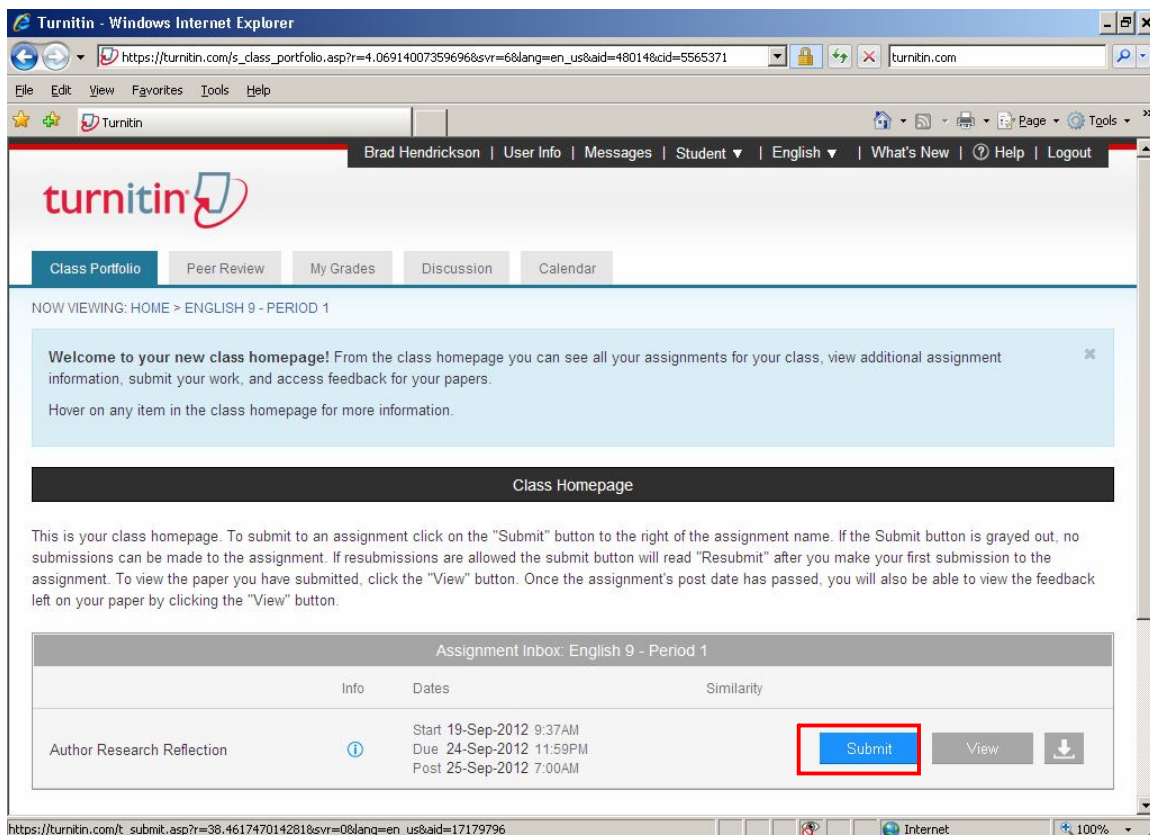 Turnitin - Windows Internet Explorer
https://turnitin.com/s_class_portfolio.asp?r=4.06914007359696&svr=6&lang=en_us&aid=48014&cid=5565371 turnitin.com
File Edit View Favorites Tools Help
Turnitin Page Tools
Brad Hendrickson | User Info | Messages | Student ▼ | English ▼ | What's New | ? Help | Logout
turnitin
Class Portfolio Peer Review My Grades Discussion Calendar
NOW VIEWING: HOME > ENGLISH 9 - PERIOD 1
Welcome to your new class homepage! From the class homepage you can see all your assignments for your class, view additional assignment
information, submit your work, and access feedback for your papers.
Hover on any item in the class homepage for more information.
Class Homepage
This is your class homepage. To submit to an assignment click on the "Submit" button to the right of the assignment name. If the Submit button is grayed out, no
submissions can be made to the assignment. If resubmissions are allowed the submit button will read "Resubmit" after you make your first submission to the
assignment. To view the paper you have submitted, click the "View" button. Once the assignment's post date has passed, you will also be able to view the feedback
left on your paper by clicking the "View" button.
Assignment Inbox: English 9 - Period 1
Info Dates Similarity
Start 19-Sep-2012 9:37AM
Author Research Reflection Due 24-Sep-2012 11:59PM Submit View
Post 25-Sep-2012 7:00AM
https://turnitin.com/t_submit.asp?r=38.461747014281&svr=0&lang=en_us&aid=17179796 Internet 100%